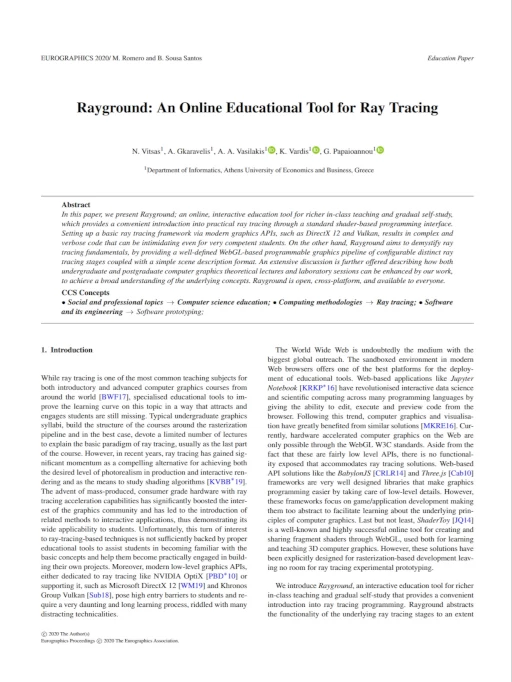 EUROGRAPHICS 2020/ M. Romero and B. Sousa Santos
Education Paper
Rayground: An Online Educational Tool for Ray Tracing
N. Vitsas1, A. Gkaravelis1, A. A. Vasilakis1, K. Vardis1, G. Papaioannou1
1Department of Informatics, Athens University of Economics and Business, Greece
Abstract
In this paper, we present Rayground; an online, interactive education tool for richer in-class teaching and gradual self-study,
which provides a convenient introduction into practical ray tracing through a standard shader-based programming interface.
Setting up a basic ray tracing framework via modern graphics APIs, such as DirectX 12 and Vulkan, results in complex and
verbose code that can be intimidating even for very competent students. On the other hand, Rayground aims to demystify ray
tracing fundamentals, by providing a well-defined WebGL-based programmable graphics pipeline of configurable distinct ray
tracing stages coupled with a simple scene description format. An extensive discussion is further offered describing how both
undergraduate and postgraduate computer graphics theoretical lectures and laboratory sessions can be enhanced by our work,
to achieve a broad understanding of the underlying concepts. Rayground is open, cross-platform, and available to everyone.
CCS Concepts
• Social and professional topics → Computer science education; • Computing methodologies → Ray tracing; • Software
and its engineering → Software prototyping;
1. Introduction
While ray tracing is one of the most common teaching subjects for
both introductory and advanced computer graphics courses from
around the world [BWF17], specialised educational tools to im-
prove the learning curve on this topic in a way that attracts and
engages students are still missing. Typical undergraduate graphics
syllabi, build the structure of the courses around the rasterization
pipeline and in the best case, devote a limited number of lectures
to explain the basic paradigm of ray tracing, usually as the last part
of the course. However, in recent years, ray tracing has gained sig-
nificant momentum as a compelling alternative for achieving both
the desired level of photorealism in production and interactive ren-
dering and as the means to study shading algorithms [KVBB*19].
The advent of mass-produced, consumer grade hardware with ray
tracing acceleration capabilities has significantly boosted the inter-
est of the graphics community and has led to the introduction of
related methods to interactive applications, thus demonstrating its
wide applicability to students. Unfortunately, this turn of interest
to ray-tracing-based techniques is not sufficiently backed by proper
educational tools to assist students in becoming familiar with the
basic concepts and help them become practically engaged in build-
ing their own projects. Moreover, modern low-level graphics APIs,
either dedicated to ray tracing like NVIDIA OptiX [PBD*10] or
supporting it, such as Microsoft DirectX 12 [WM19] and Khronos
Group Vulkan [Sub18], pose high entry barriers to students and re-
quire a very daunting and long learning process, riddled with many
distracting technicalities.
The World Wide Web is undoubtedly the medium with the
biggest global outreach. The sandboxed environment in modern
Web browsers offers one of the best platforms for the deploy-
ment of educational tools. Web-based applications like Jupyter
Notebook [KRKP*16] have revolutionised interactive data science
and scientific computing across many programming languages by
giving the ability to edit, execute and preview code from the
browser. Following this trend, computer graphics and visualisa-
tion have greatly benefited from similar solutions [MKRE16]. Cur-
rently, hardware accelerated computer graphics on the Web are
only possible through the WebGL W3C standards. Aside from the
fact that these are fairly low level APIs, there is no functional-
ity exposed that accommodates ray tracing solutions. Web-based
API solutions like the BabylonJS [CRLR14] and Three.js [Cab10]
frameworks are very well designed libraries that make graphics
programming easier by taking care of low-level details. However,
these frameworks focus on game/application development making
them too abstract to facilitate learning about the underlying prin-
ciples of computer graphics. Last but not least, ShaderToy [JQ14]
is a well-known and highly successful online tool for creating and
sharing fragment shaders through WebGL, used both for learning
and teaching 3D computer graphics. However, these solutions have
been explicitly designed for rasterization-based development leav-
ing no room for ray tracing experimental prototyping.
We introduce Rayground, an interactive education tool for richer
in-class teaching and gradual self-study that provides a convenient
introduction into ray tracing programming. Rayground abstracts
the functionality of the underlying ray tracing stages to an extent
© 2020 The Author(s)
Eurographics Proceedings © 2020 The Eurographics Association.